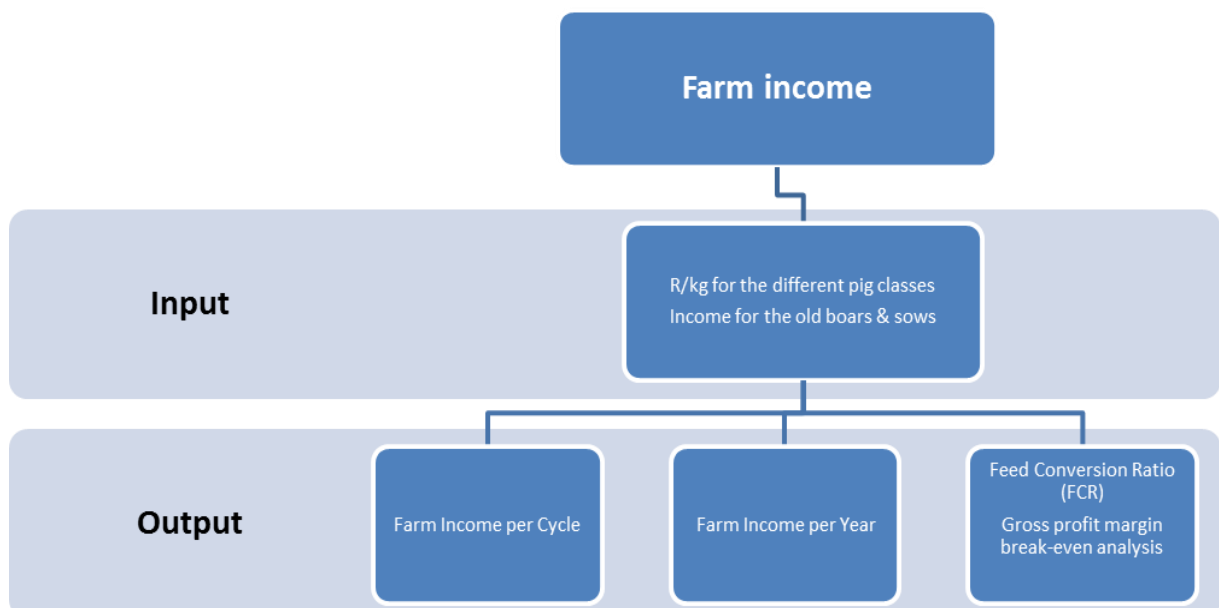 Farm income
Input
R/kg for the different pig classes
Income for the old boars & sows
Output
Farm Income per Cycle
Farm Income per Year
Feed Conversion Ratio
(FCR)
Gross profit margin
break-even analysis